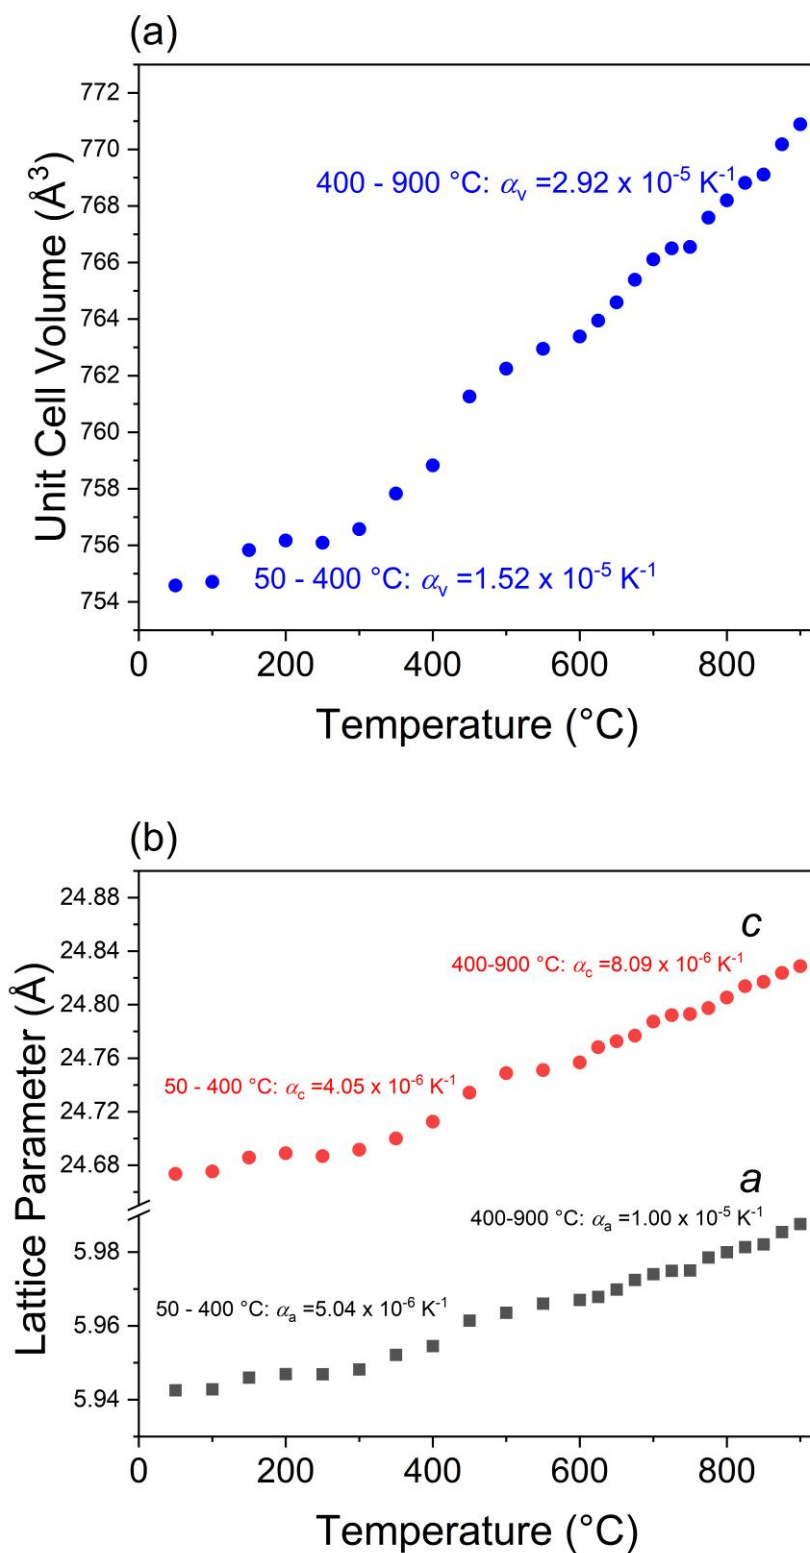 (a)
772
770
768
766
764
762
760
758
756
754
Unit Cell Volume (Å³)
400 - 900 °C: αᵥ =2.92 x 10⁻⁵ K⁻¹
50 - 400 °C: αᵥ =1.52 x 10⁻⁵ K⁻¹
0 200 400 600 800
Temperature (°C)
(b)
24.88
24.84
24.80
24.76
24.72
24.68
5.98
5.96
5.94
Lattice Parameter (Å)
c
400-900 °C: α_c =8.09 x 10⁻⁶ K⁻¹
50 - 400 °C: α_c =4.05 x 10⁻⁶ K⁻¹
a
400-900 °C: αₐ =1.00 x 10⁻⁵ K⁻¹
50 - 400 °C: αₐ =5.04 x 10⁻⁶ K⁻¹
0 200 400 600 800
Temperature (°C)